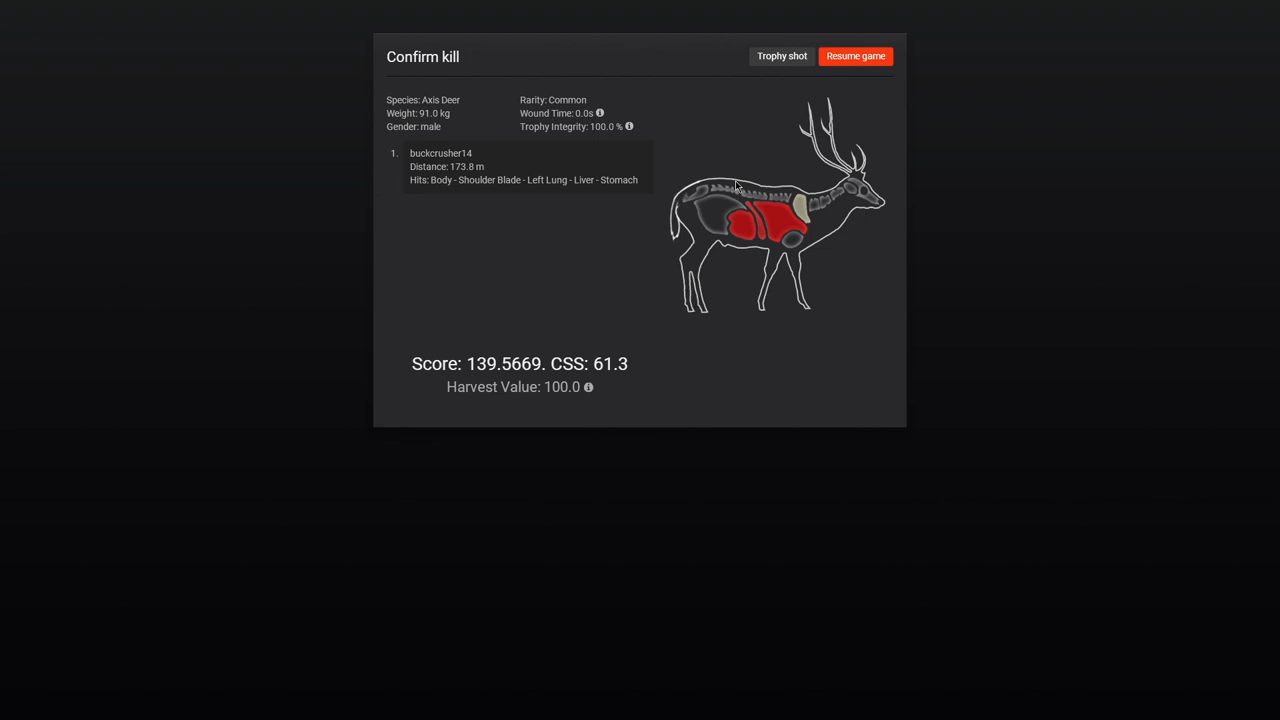 Confirm kill
Trophy shot
Resume game
Species: Axis Deer
Rarity: Common
Weight: 91.0 kg
Wound Time: 0.0s
Gender: male
Trophy Integrity: 100.0 %
1. buckcrusher14
Distance: 173.8 m
Hits: Body - Shoulder Blade - Left Lung - Liver - Stomach
Score: 139.5669. CSS: 61.3
Harvest Value: 100.0